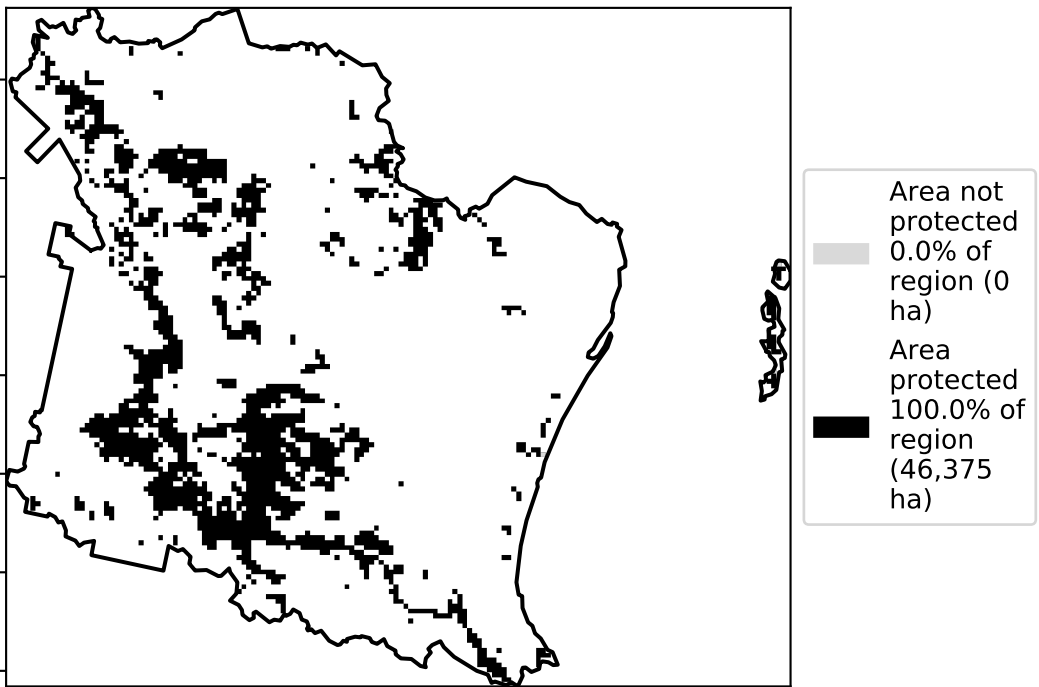 Area not
protected
0.0% of
region (0
ha)
Area
protected
100.0% of
region
(46,375
ha)